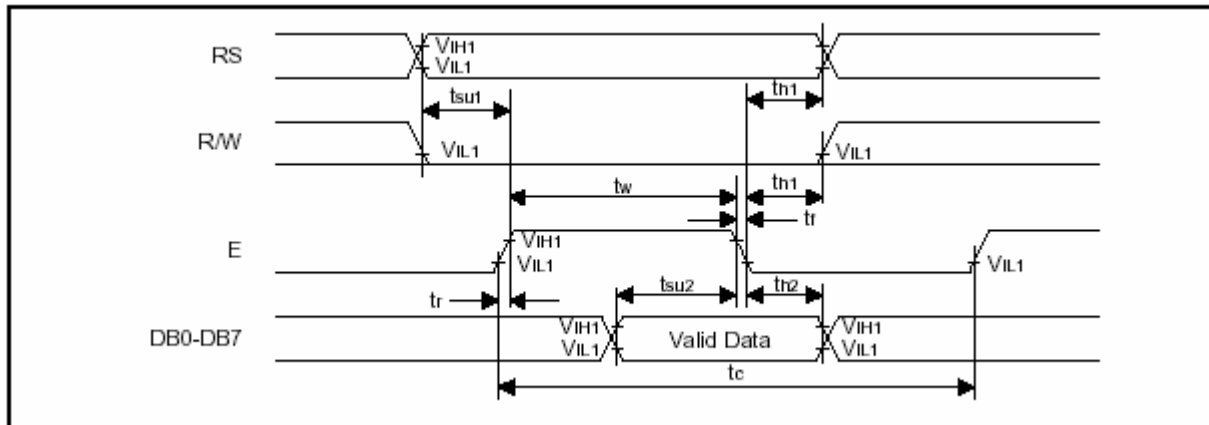 RS
VIH1
VIL1
tsu1
th1
R/W
VIL1
VIL1
tw
th1
tf
E
VIH1
VIL1
VIL1
tr
tsu2
th2
DB0-DB7
VIH1
VIL1
Valid Data
VIH1
VIL1
tc